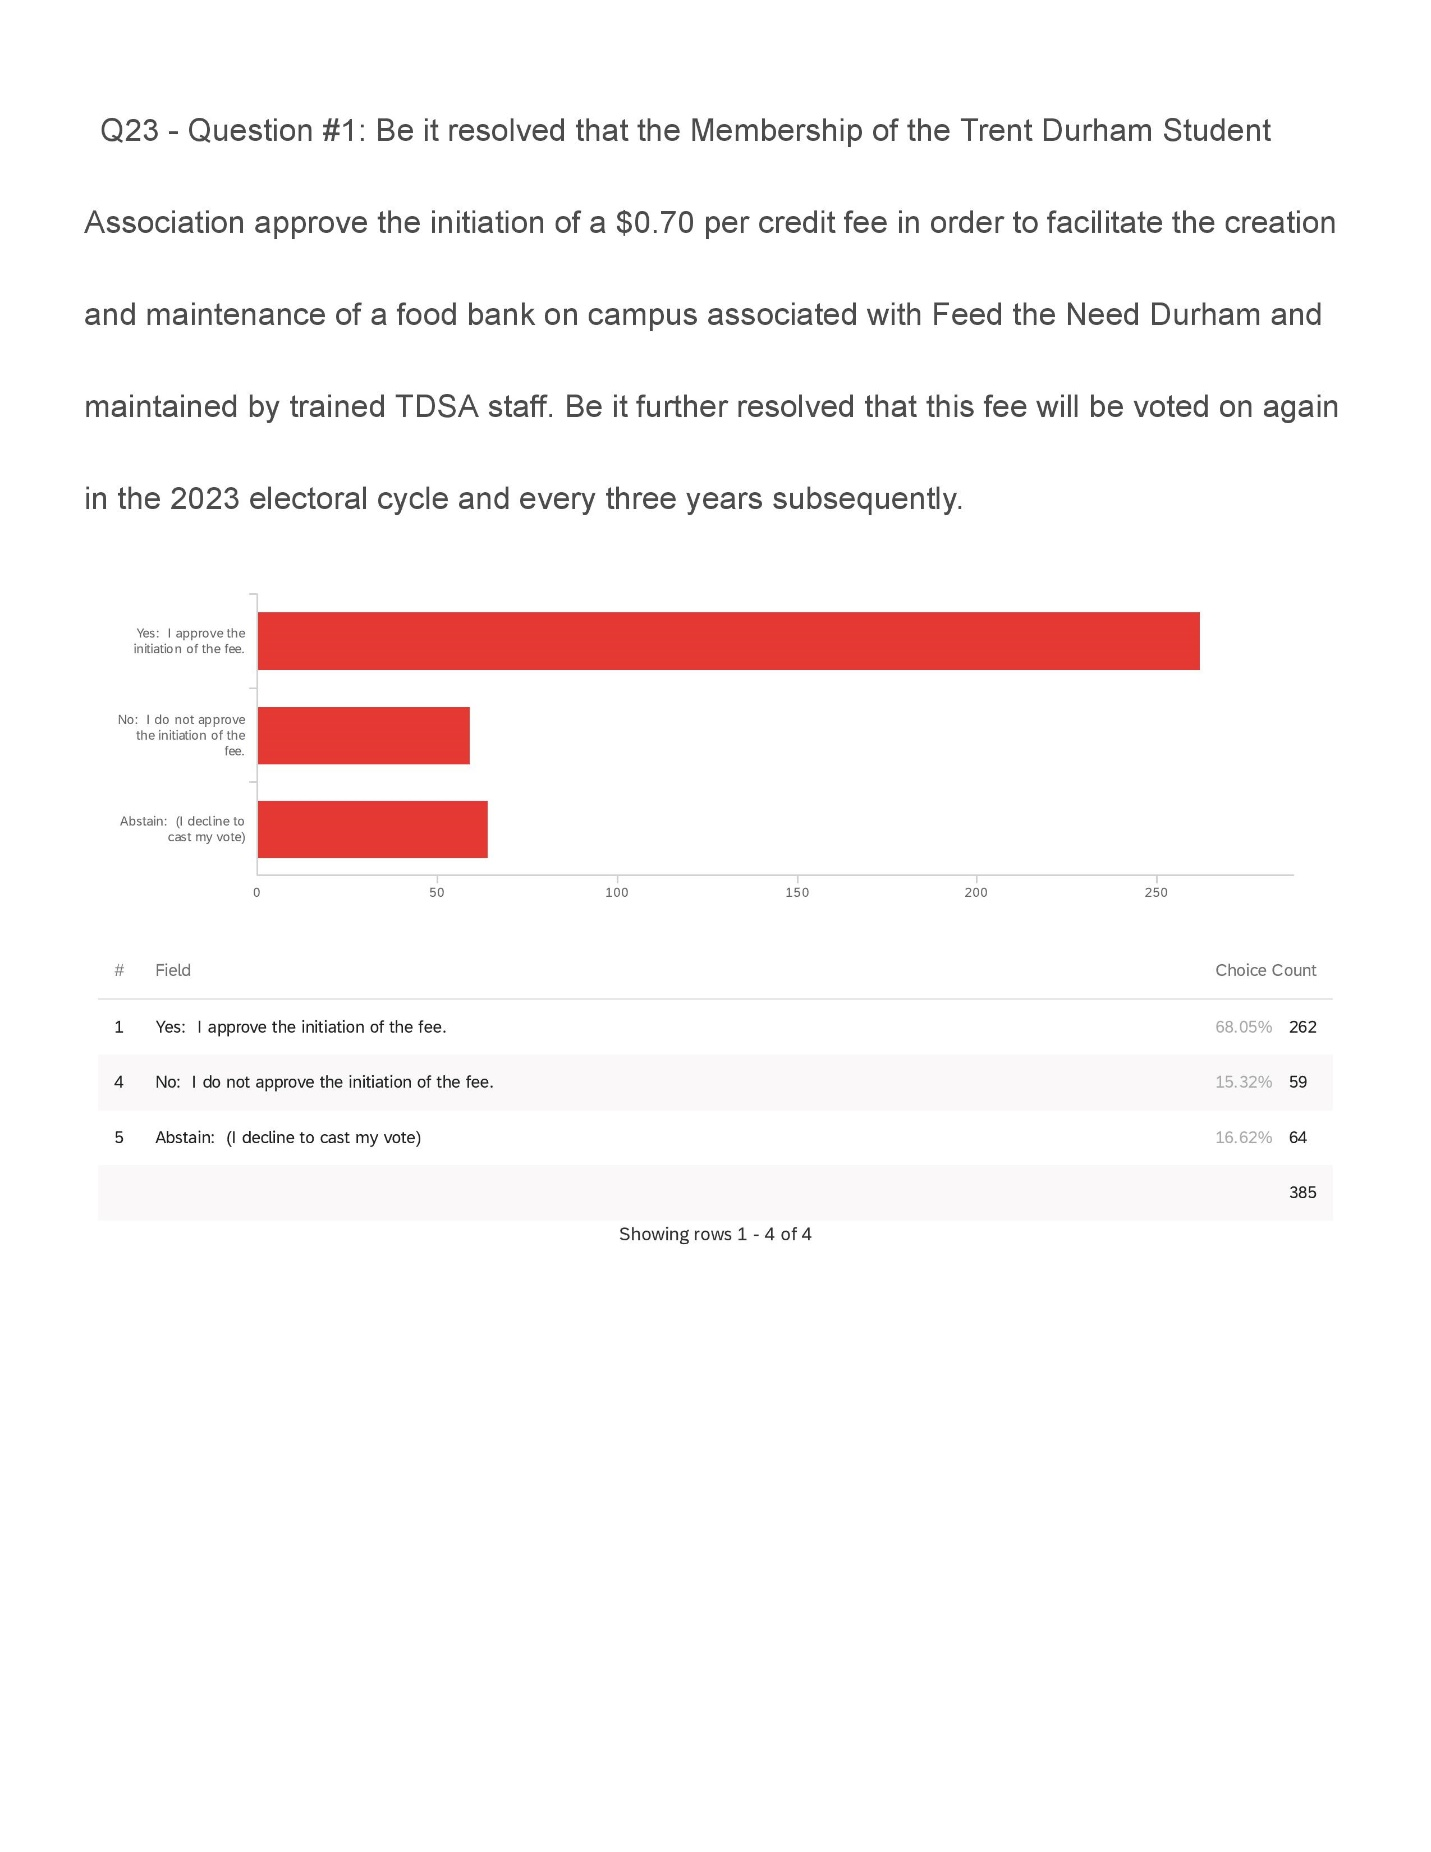 Q23 - Question #1: Be it resolved that the Membership of the Trent Durham Student
Association approve the initiation of a $0.70 per credit fee in order to facilitate the creation
and maintenance of a food bank on campus associated with Feed the Need Durham and
maintained by trained TDSA staff. Be it further resolved that this fee will be voted on again
in the 2023 electoral cycle and every three years subsequently.
Yes: I approve the
initiation of the fee.
No: I do not approve
the initiation of the
fee.
Abstain: (I decline to
cast my vote)
0 50 100 150 200 250
# Field Choice Count
1 Yes: I approve the initiation of the fee. 68.05% 262
4 No: I do not approve the initiation of the fee. 15.32% 59
5 Abstain: (I decline to cast my vote) 16.62% 64
385
Showing rows 1 - 4 of 4